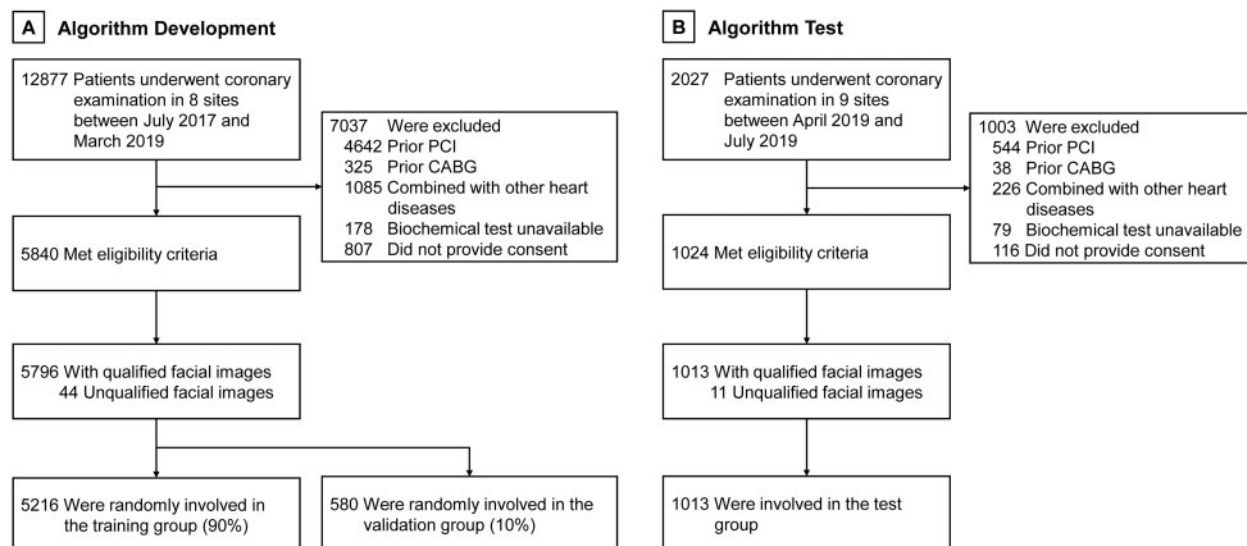 A Algorithm Development
12877 Patients underwent coronary
examination in 8 sites
between July 2017 and
March 2019
7037 Were excluded
4642 Prior PCI
325 Prior CABG
1085 Combined with other heart
diseases
178 Biochemical test unavailable
807 Did not provide consent
5840 Met eligibility criteria
5796 With qualified facial images
44 Unqualified facial images
5216 Were randomly involved in
the training group (90%)
580 Were randomly involved in the
validation group (10%)
B Algorithm Test
2027 Patients underwent coronary
examination in 9 sites
between April 2019 and
July 2019
1003 Were excluded
544 Prior PCI
38 Prior CABG
226 Combined with other heart
diseases
79 Biochemical test unavailable
116 Did not provide consent
1024 Met eligibility criteria
1013 With qualified facial images
11 Unqualified facial images
1013 Were involved in the test
group